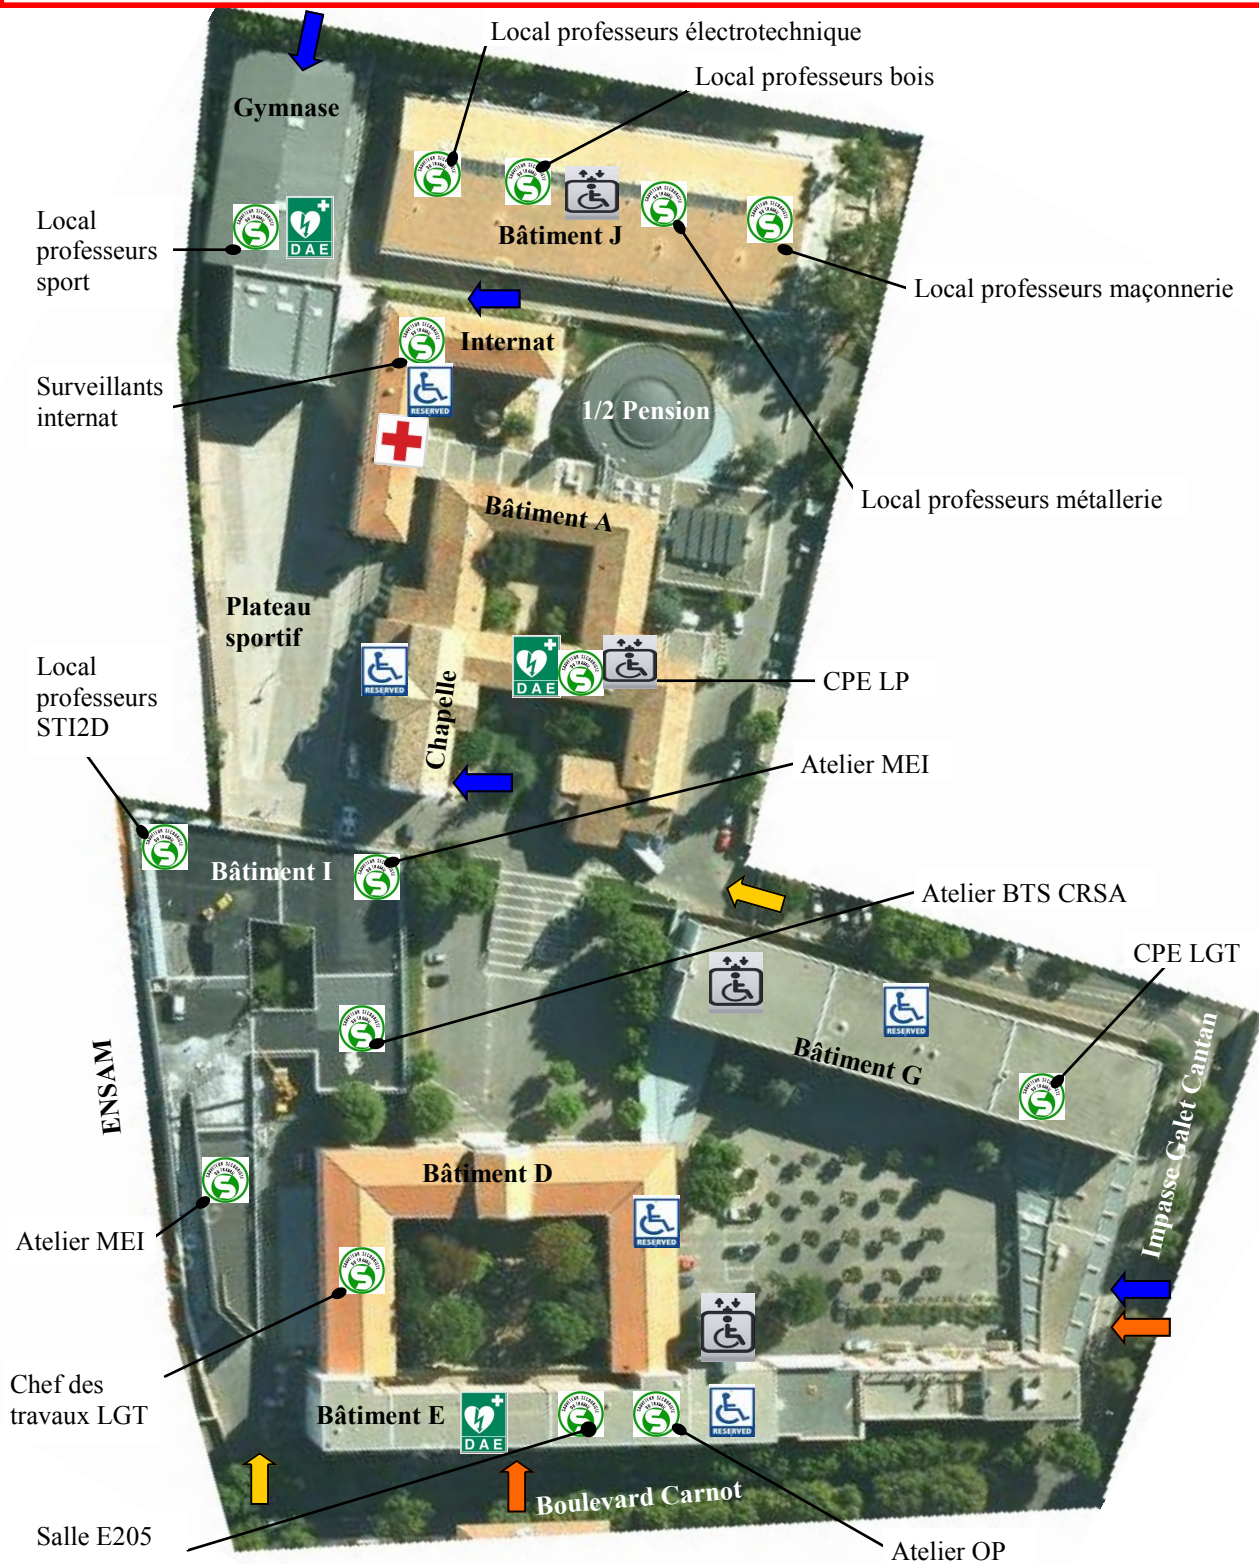 Local professeurs électrotechnique
Local professeurs bois
Gymnase
DAE
Local
professeurs
sport
Bâtiment J
Local professeurs maçonnerie
Internat
Surveillants
internat
RESERVED
1/2 Pension
Local professeurs métallerie
Bâtiment A
Plateau
sportif
Local
professeurs
STI2D
RESERVED
DAE
CPE LP
Chapelle
Atelier MEI
Bâtiment I
Atelier BTS CRSA
CPE LGT
RESERVED
ENSAM
Bâtiment G
Impasse Galet Cantan
Bâtiment D
RESERVED
Atelier MEI
Chef des
travaux LGT
Bâtiment E
DAE
RESERVED
Boulevard Carnot
Salle E205
Atelier OP